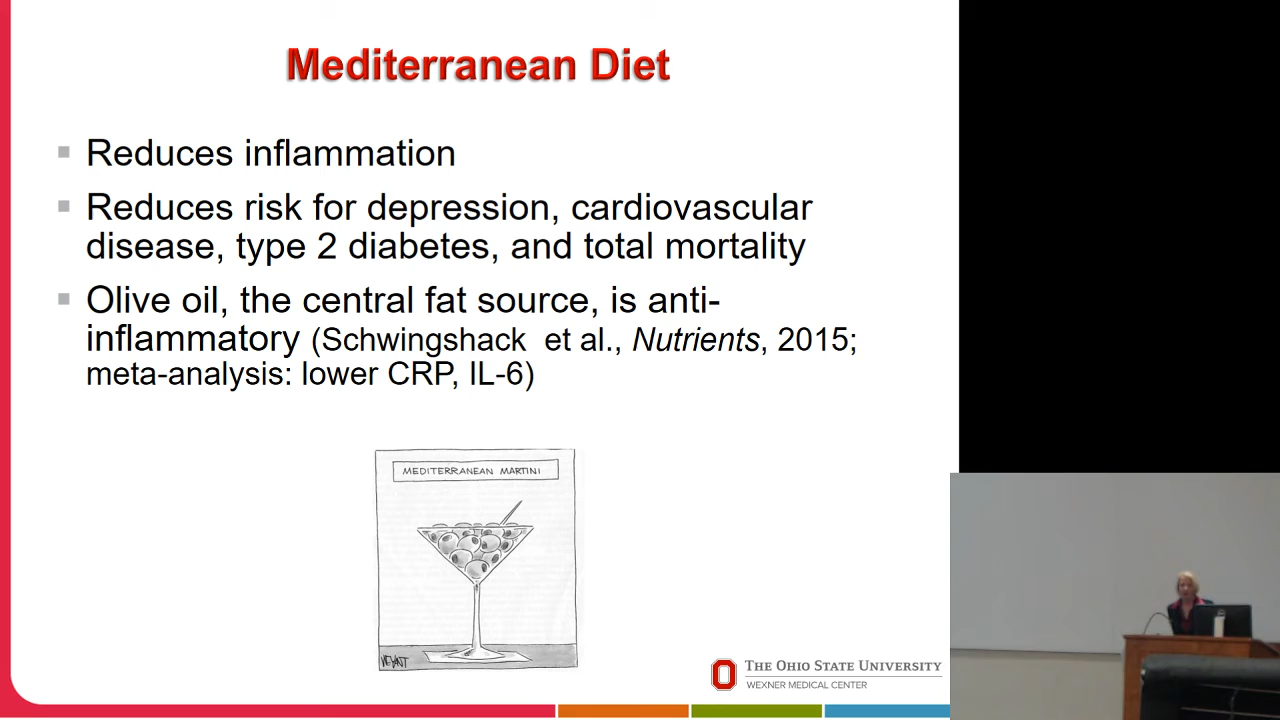 Mediterranean Diet
Reduces inflammation
Reduces risk for depression, cardiovascular
disease, type 2 diabetes, and total mortality
Olive oil, the central fat source, is anti-
inflammatory (Schwingshack et al., Nutrients, 2015;
meta-analysis: lower CRP, IL-6)
MEDITERRANEAN MARTINI
THE OHIO STATE UNIVERSITY
WEXNER MEDICAL CENTER